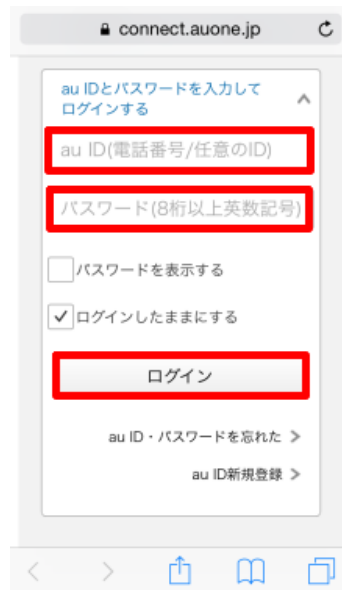 connect.auone.jp
au IDとパスワードを入力して
ログインする
au ID(電話番号/任意のID)
パスワード(8桁以上英数記号)
パスワードを表示する
ログインしたままにする
ログイン
au ID・パスワードを忘れた >
au ID新規登録 >